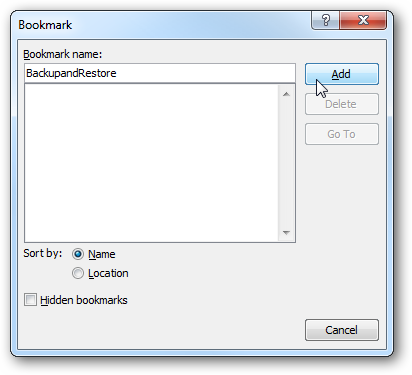 Bookmark
Bookmark name:
BackupandRestore
Add
Delete
Go To
Sort by:
Name
Location
Hidden bookmarks
Cancel